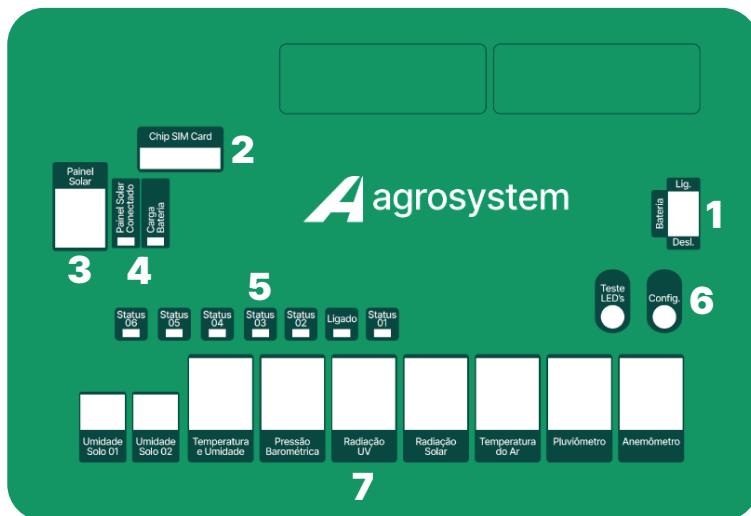 Chip SIM Card
2
Painel
Solar
3
Painel Solar
Conectado
Carga
Bateria
4
agrosystem
Lig.
Bateria
1
Desl.
5
Teste
LED's
Config.
6
Status
06
Status
05
Status
04
Status
03
Status
02
Ligado
Status
01
Umidade
Solo 01
Umidade
Solo 02
Temperatura
e Umidade
Pressão
Barométrica
Radiação
UV
Radiação
Solar
Temperatura
do Ar
Pluviômetro
Anemômetro
7